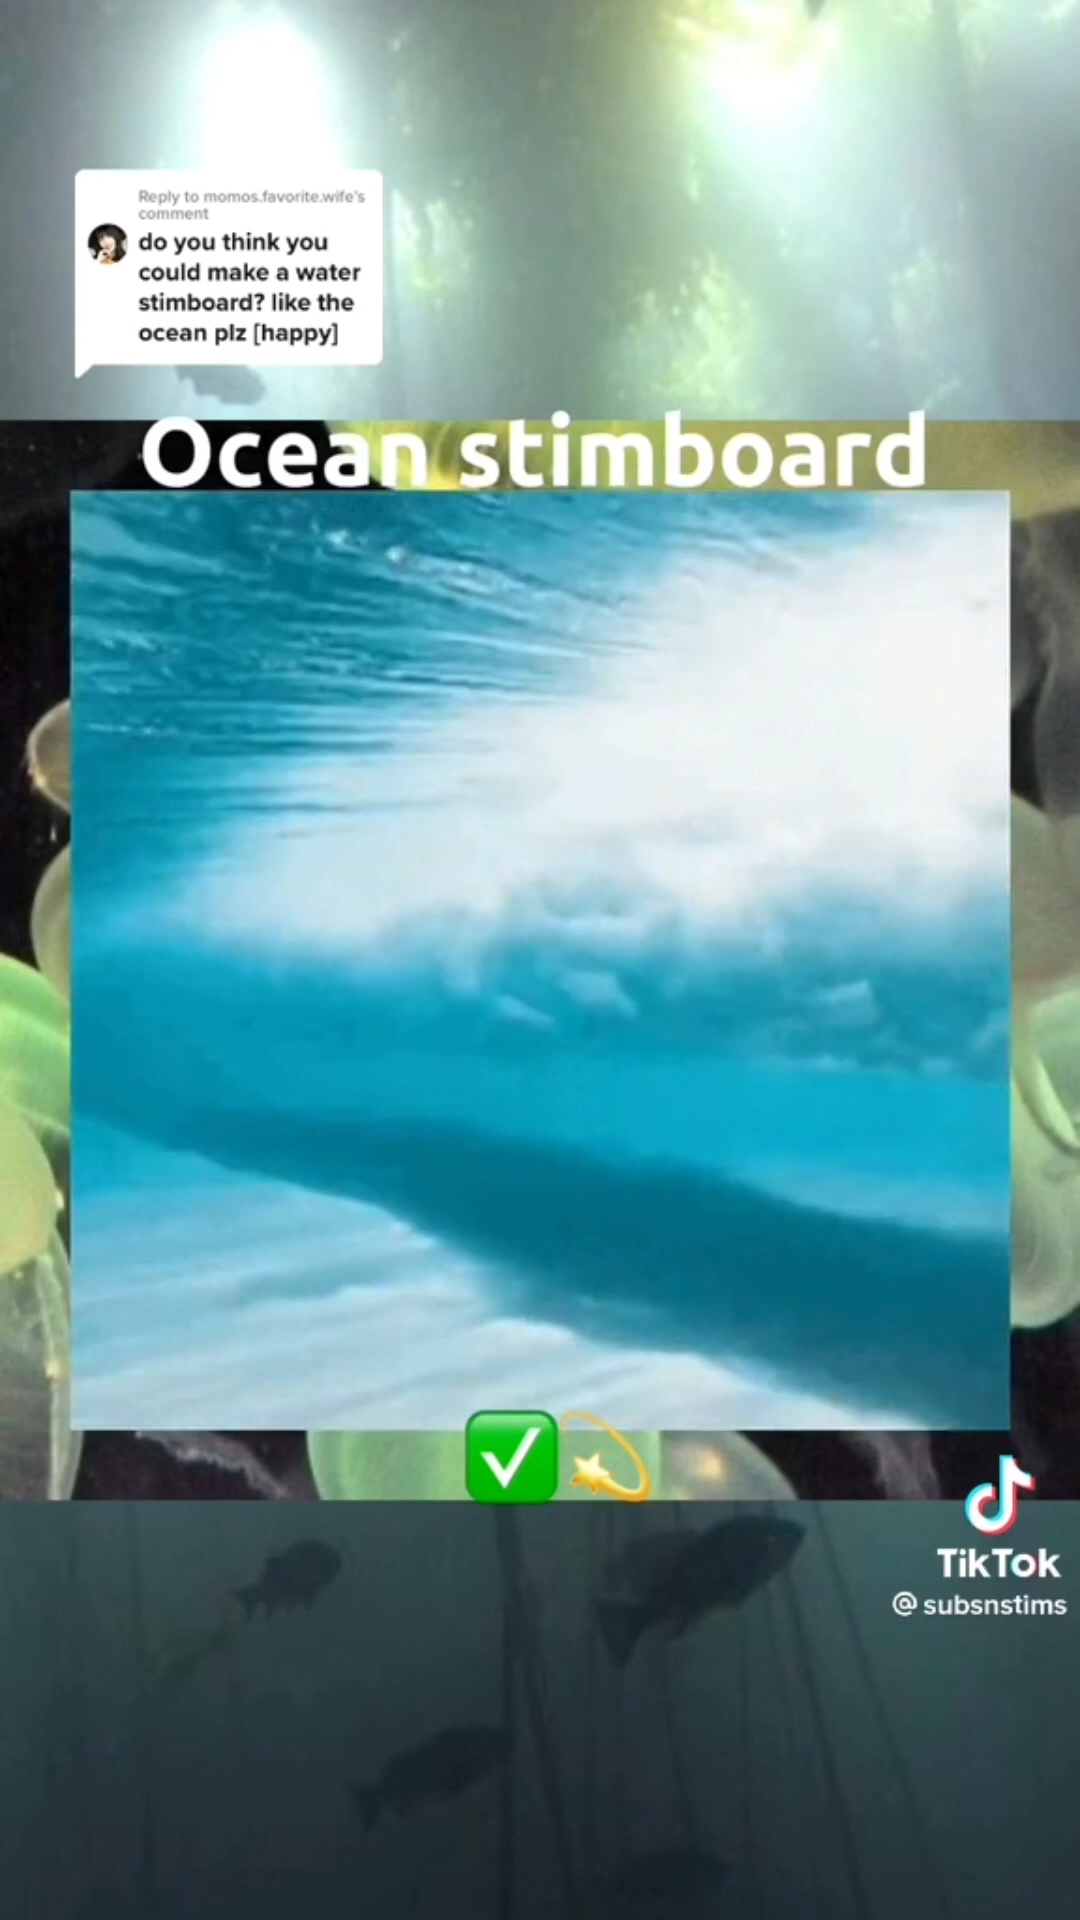 Reply to momos.favorite.wife's
comment
do you think you
could make a water
stimboard? like the
ocean plz [happy]
Ocean stimboard
TikTok
@subsnstims